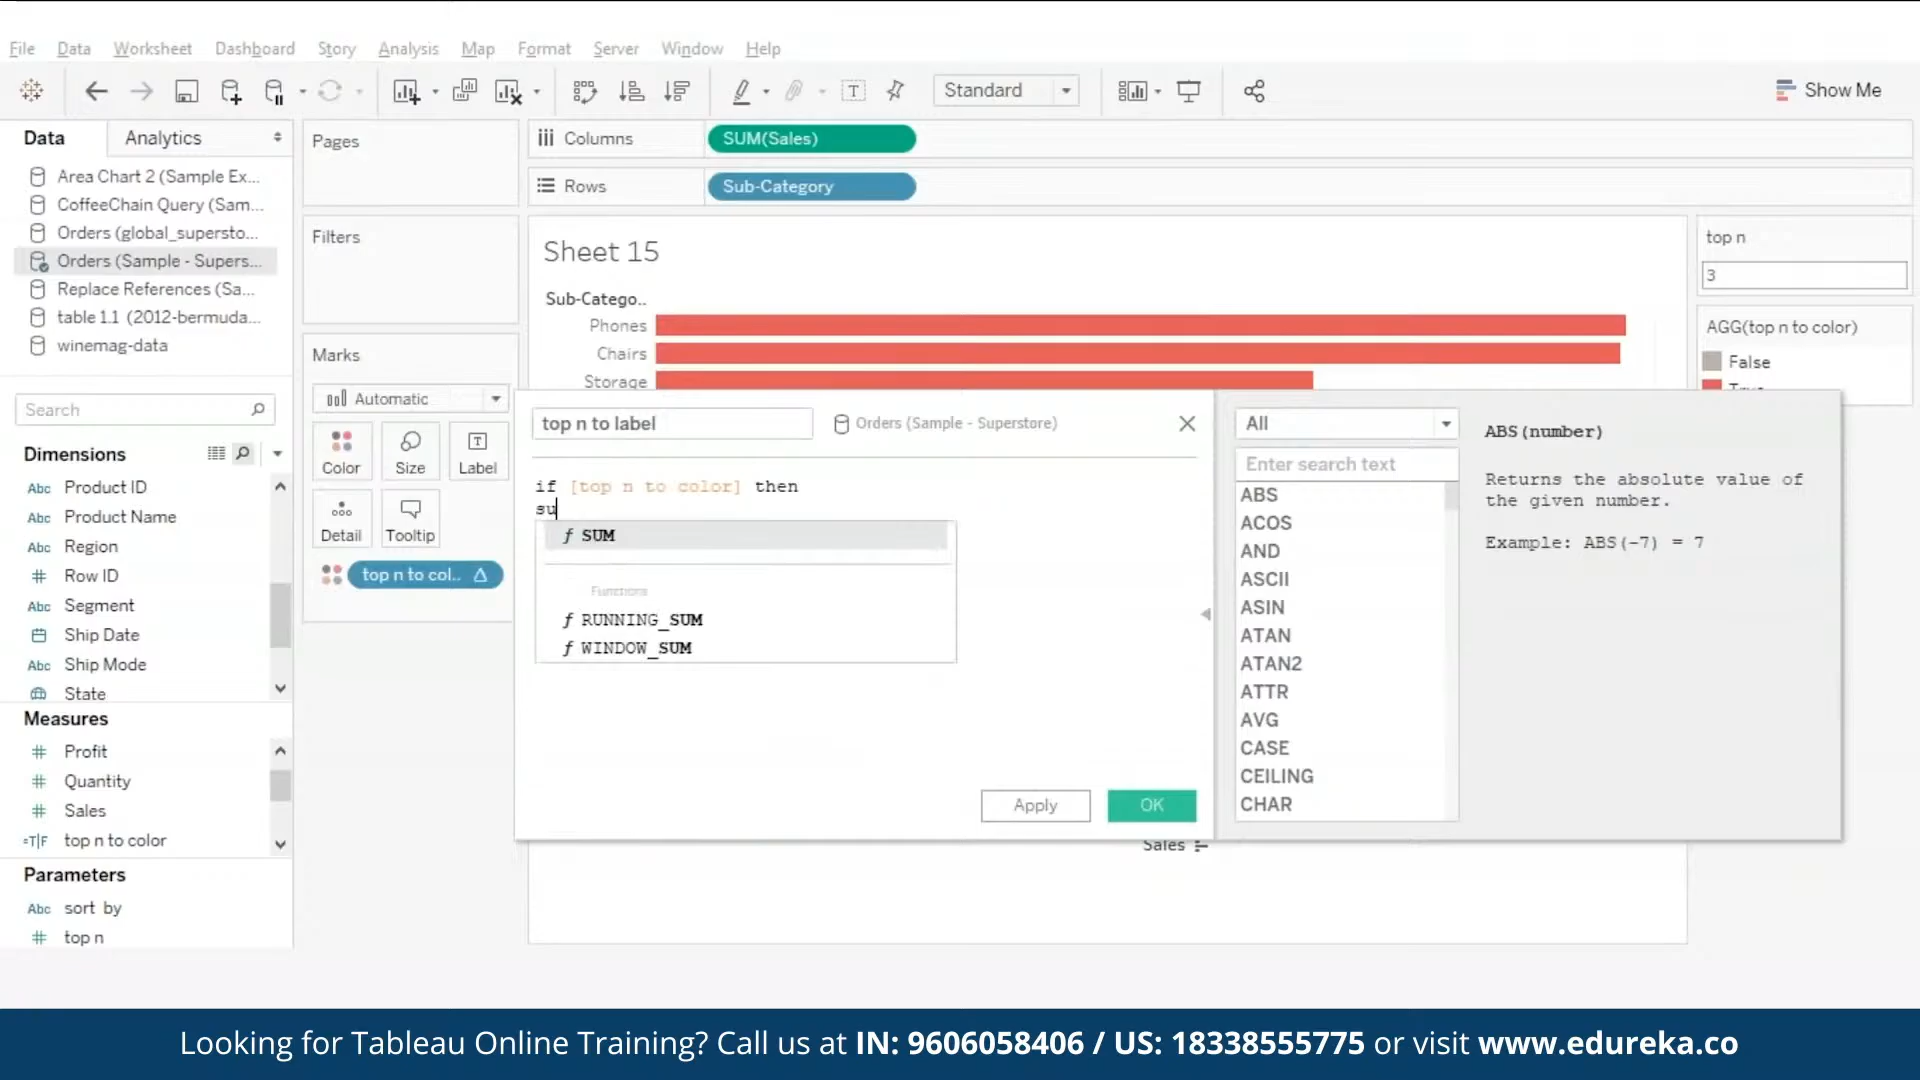 File Data Worksheet Dashboard Story Analysis Map Format Server Window Help
Standard
Show Me
Data Analytics
Area Chart 2 (Sample Ex...
CoffeeChain Query (Sam...
Orders (global_supersto...
Orders (Sample - Supers...
Replace References (Sa...
table 1.1 (2012-bermuda...
winemag-data
Search
Dimensions
Abc Product ID
Abc Product Name
Abc Region
# Row ID
Abc Segment
Ship Date
Abc Ship Mode
State
Measures
# Profit
# Quantity
# Sales
=T|F top n to color
Parameters
Abc sort by
# top n
Pages
Filters
Marks
Automatic
Color Size Label
Detail Tooltip
top n to col.. Δ
Columns SUM(Sales)
Rows Sub-Category
Sheet 15
Sub-Catego..
Phones
Chairs
Storage
top n to label Orders (Sample - Superstore)
if [top n to color] then
su
f SUM
Functions
f RUNNING_SUM
f WINDOW_SUM
Apply OK
All
Enter search text
ABS
ACOS
AND
ASCII
ASIN
ATAN
ATAN2
ATTR
AVG
CASE
CEILING
CHAR
ABS(number)
Returns the absolute value of
the given number.
Example: ABS(-7) = 7
Sales
top n
3
AGG(top n to color)
False
True
Looking for Tableau Online Training? Call us at IN: 9606058406 / US: 18338555775 or visit www.edureka.co